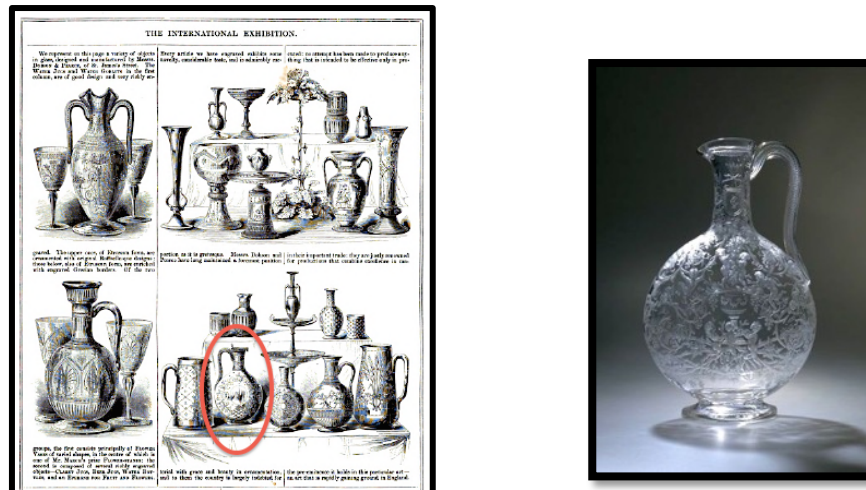 THE INTERNATIONAL EXHIBITION.
We represent on this page a variety of objects
in glass, designed and manufactured by Messrs.
Dobson & Pearce, of St. James's Street. The
Water Jugs and Water Goblets in the first
column, are of good design and very richly en-
Every article we have engraved exhibits some
novelty, considerable taste, and is admirably exe-
cuted: no attempt has been made to produce any-
thing that is intended to be effective only in pro-
graved. The upper ones, of Etruscan form, are
ornamented with original Raffaellesque designs;
those below, also of Etruscan form, are enriched
with engraved Grecian borders. Of the two
portion as it is grotesque. Messrs. Dobson and
Pearce have long maintained a foremost position
in their important trade: they are justly renowned
for productions that combine excellence in ma-
groups, the first consists principally of Flower
Vases of varied shapes, in the centre of which is
one of Mr. March's prize Flower-stands: the
second is composed of several richly engraved
objects—Claret Jugs, Beer Jugs, Water Bot-
tles, and an Epergne for Fruit and Flowers.
terial with grace and beauty in ornamentation,
and to them the country is largely indebted for
the pre-eminence it holds in this particular art—
an art that is rapidly gaining ground in England